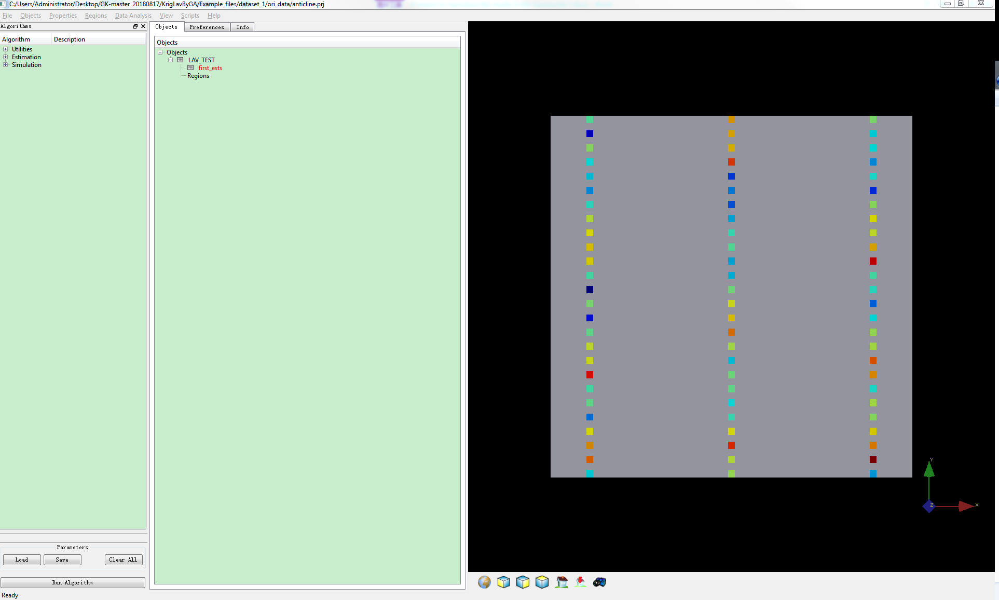 C:/Users/Administrator/Desktop/GK-master_20180817/KrigLavByGA/Example_files/dataset_1/ori_data/anticline.prj
File Objects Properties Regions Data Analysis View Scripts Help
Algorithms
Algorithm Description
Utilities
Estimation
Simulation
Objects Preferences Info
Objects
Objects
LAV_TEST
first_ests
Regions
Y
Z X
Parameters
Load Save Clear All
Run Algorithm
Ready